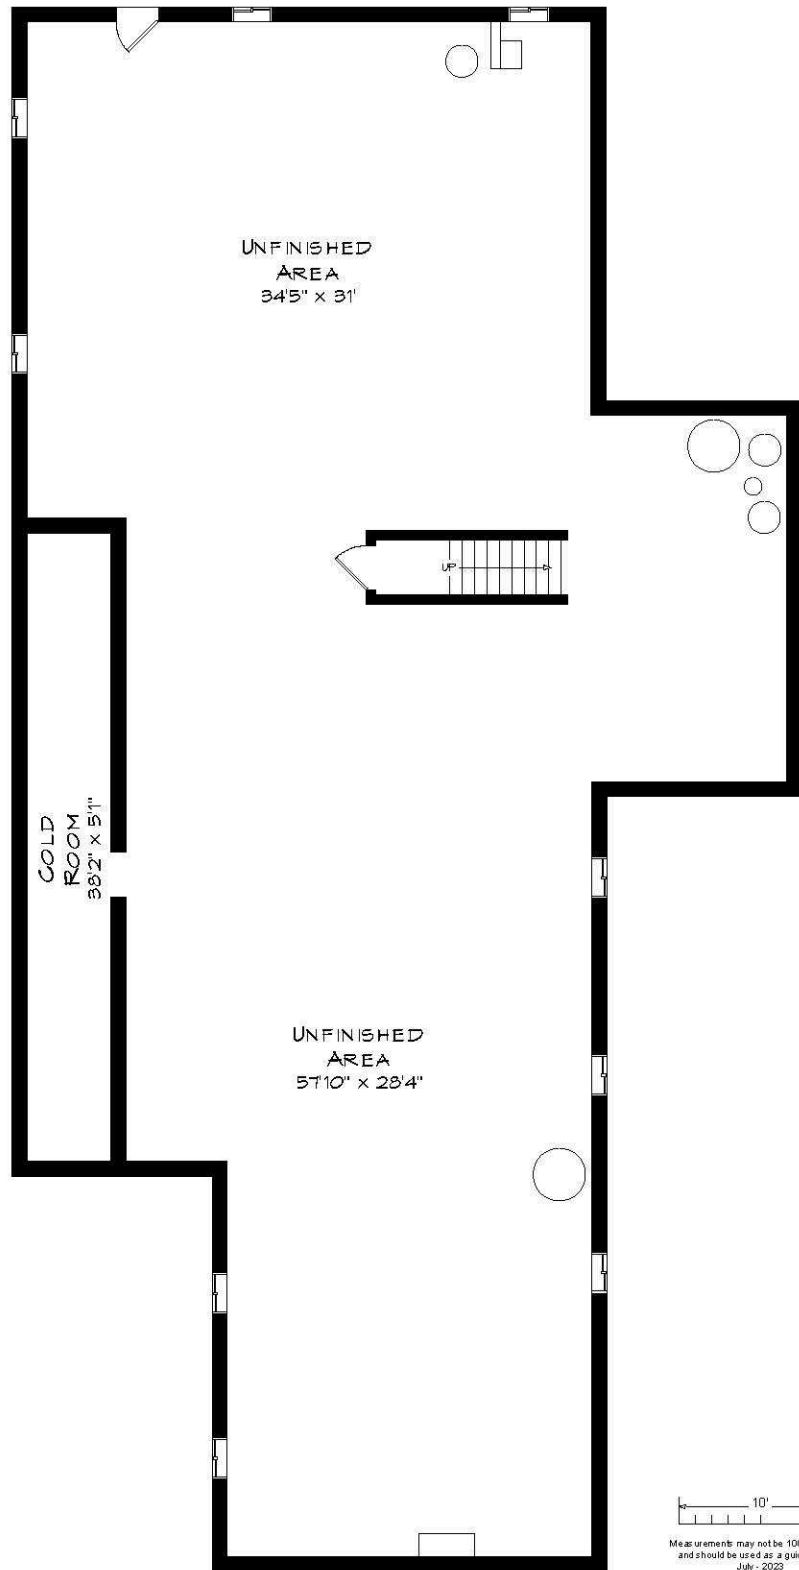 UNFINISHED
AREA
34'5" x 31'
UP
COLD
ROOM
38'2" x 5'1"
UNFINISHED
AREA
57'10" x 28'4"
10'
Measurements may not be
and should be used as a
July - 2023